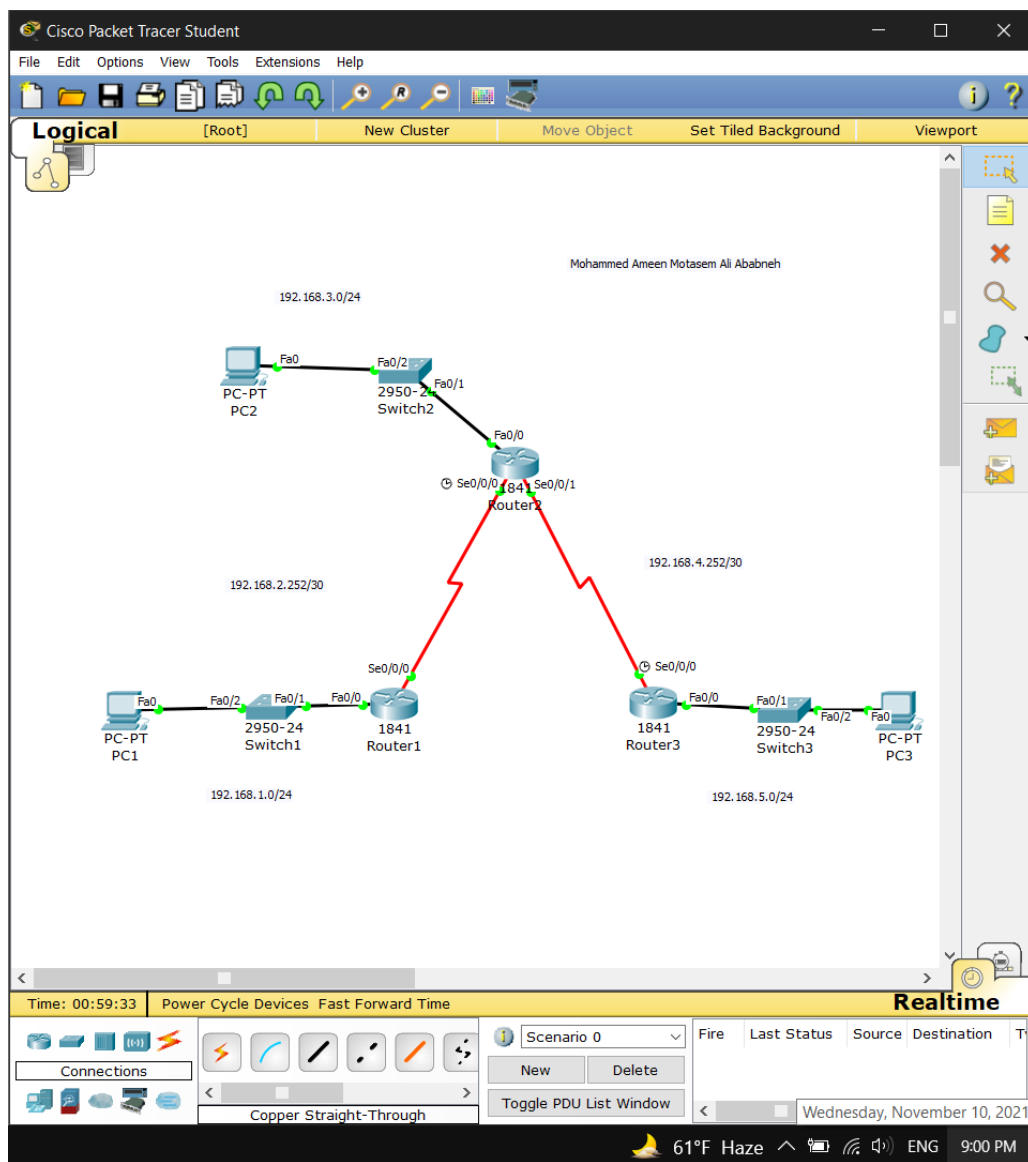 Cisco Packet Tracer Student
File Edit Options View Tools Extensions Help
Logical [Root] New Cluster Move Object Set Tiled Background Viewport
Mohammed Ameen Motasem Ali Ababneh
192.168.3.0/24
Fa0 Fa0/2
Fa0/1
PC-PT 2950-24
PC2 Switch2
Fa0/0
Se0/0/0 1841 Se0/0/1
Router2
192.168.4.252/30
192.168.2.252/30
Se0/0/0 Se0/0/0
Fa0 Fa0/2 Fa0/1 Fa0/0 Fa0/0 Fa0/1 Fa0/2 Fa0
PC-PT 2950-24 1841 1841 2950-24 PC-PT
PC1 Switch1 Router1 Router3 Switch3 PC3
192.168.1.0/24 192.168.5.0/24
Time: 00:59:33 Power Cycle Devices Fast Forward Time Realtime
Scenario 0 Fire Last Status Source Destination
Connections New Delete
Toggle PDU List Window
Copper Straight-Through Wednesday, November 10, 2021
61°F Haze ENG 9:00 PM